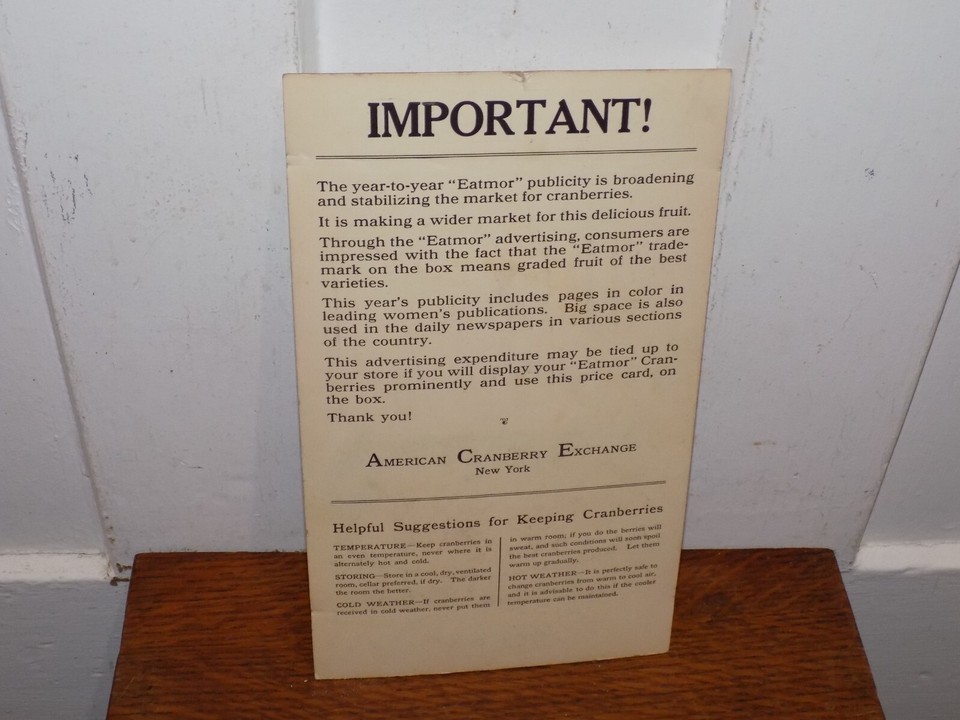 IMPORTANT!
The year-to-year "Eatmor" publicity is broadening
and stabilizing the market for cranberries.
It is making a wider market for this delicious fruit.
Through the "Eatmor" advertising, consumers are
impressed with the fact that the "Eatmor" trade-
mark on the box means graded fruit of the best
varieties.
This year's publicity includes pages in color in
leading women's publications. Big space is also
used in the daily newspapers in various sections
of the country.
This advertising expenditure may be tied up to
your store if you will display your "Eatmor" Cran-
berries prominently and use this price card, on
the box.
Thank you!
AMERICAN CRANBERRY EXCHANGE
New York
Helpful Suggestions for Keeping Cranberries
TEMPERATURE—Keep cranberries in
an even temperature, never where it is
alternately hot and cold.
STORING—Store in a cool, dry, ventilated
room, cellar preferred, if dry. The darker
the room the better.
COLD WEATHER—If cranberries are
received in cold weather, never put them
in warm room; if you do the berries will
sweat, and such conditions will soon spoil
the best cranberries produced. Let them
warm up gradually.
HOT WEATHER—It is perfectly safe to
change cranberries from warm to cool air,
and it is advisable to do this if the cooler
temperature can be maintained.